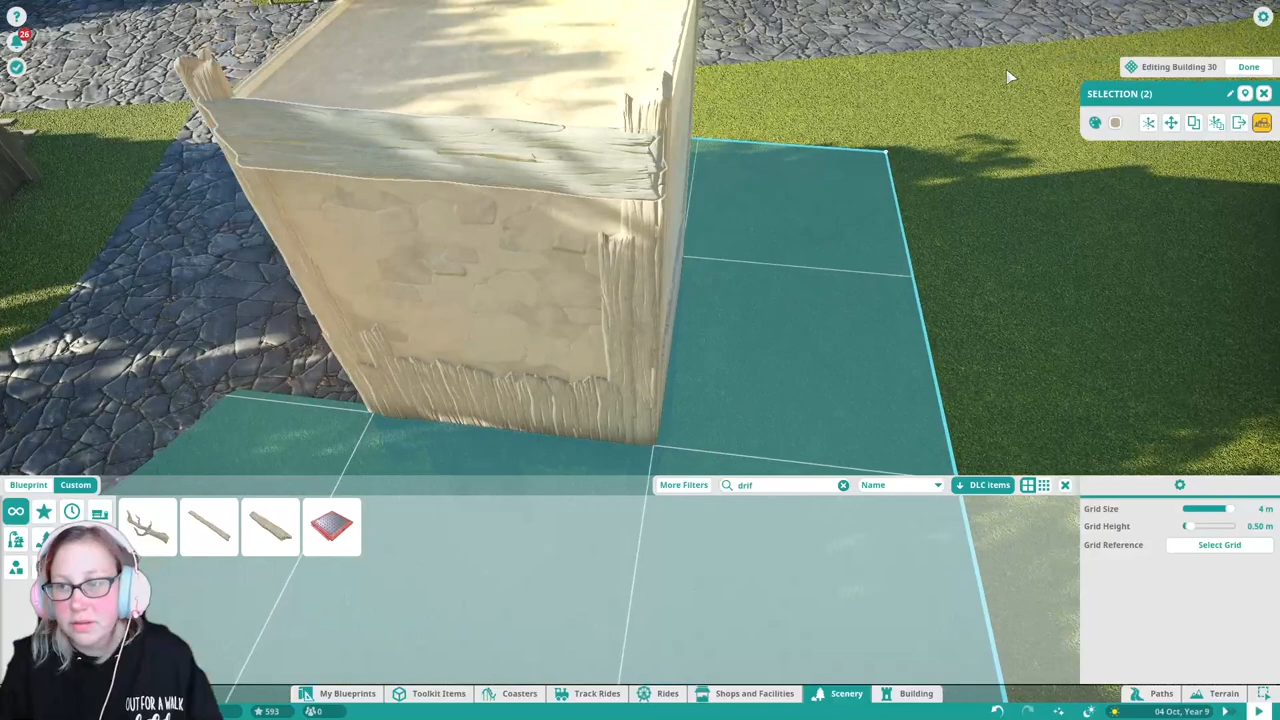 26
Editing Building 30
Done
SELECTION (2)
Blueprint
Custom
More Filters
drif
Name
DLC items
Grid Size
4 m
Grid Height
0.50 m
Grid Reference
Select Grid
OUT FOR A WALK
My Blueprints
Toolkit Items
Coasters
Track Rides
Rides
Shops and Facilities
Scenery
Building
Paths
Terrain
593
0
04 Oct, Year 9